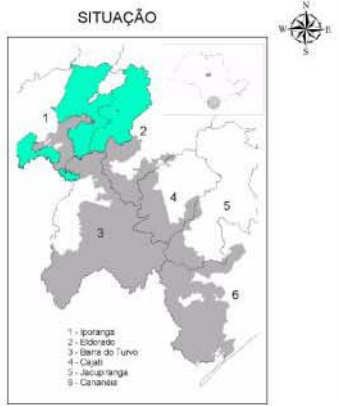 SITUAÇÃO
N
W E
S
1
2
4
5
3
6
1 - Iporanga
2 - Eldorado
3 - Barra do Turvo
4 - Cajati
5 - Jacupiranga
6 - Cananéia